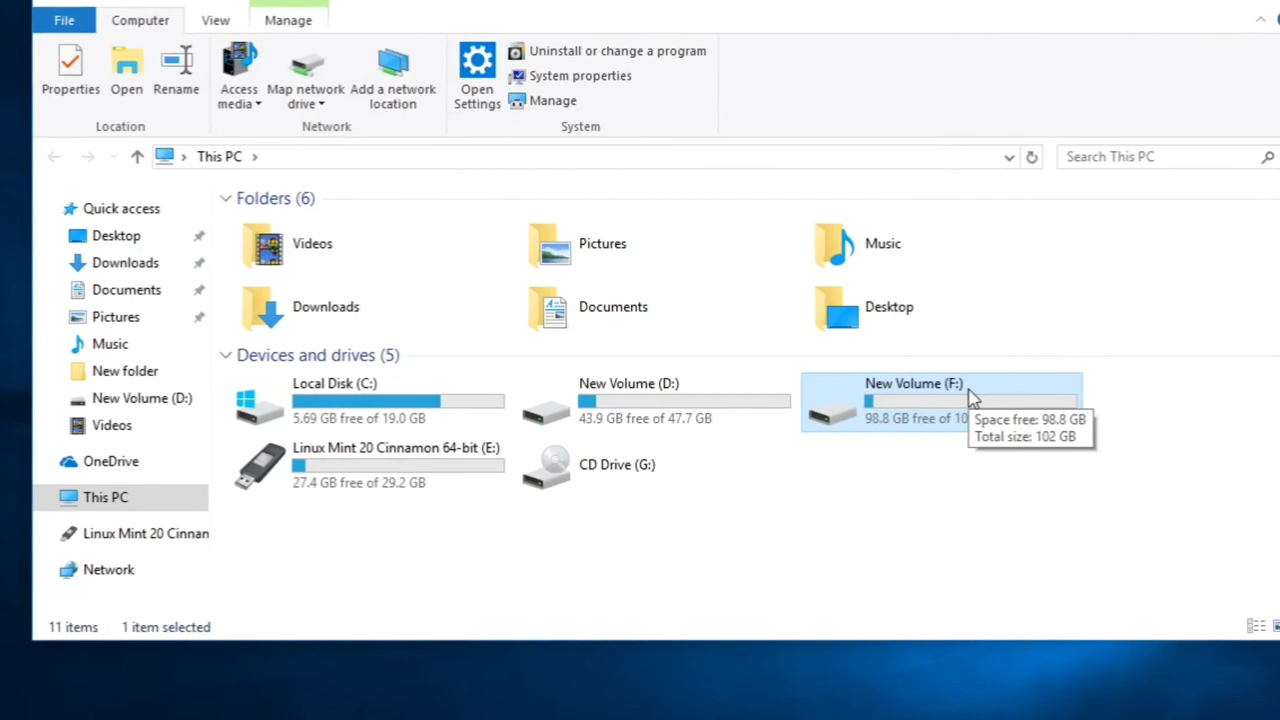 File
Computer
View
Manage
Properties
Open
Rename
Location
Access
media
Map network
drive
Add a network
location
Network
Open
Settings
Uninstall or change a program
System properties
Manage
System
This PC
Search This PC
Quick access
Desktop
Downloads
Documents
Pictures
Music
New folder
New Volume (D:)
Videos
OneDrive
This PC
Linux Mint 20 Cinnan
Network
Folders (6)
Videos
Pictures
Music
Downloads
Documents
Desktop
Devices and drives (5)
Local Disk (C:)
5.69 GB free of 19.0 GB
New Volume (D:)
43.9 GB free of 47.7 GB
New Volume (F:)
98.8 GB free of 10
Space free: 98.8 GB
Total size: 102 GB
Linux Mint 20 Cinnamon 64-bit (E:)
27.4 GB free of 29.2 GB
CD Drive (G:)
11 items
1 item selected